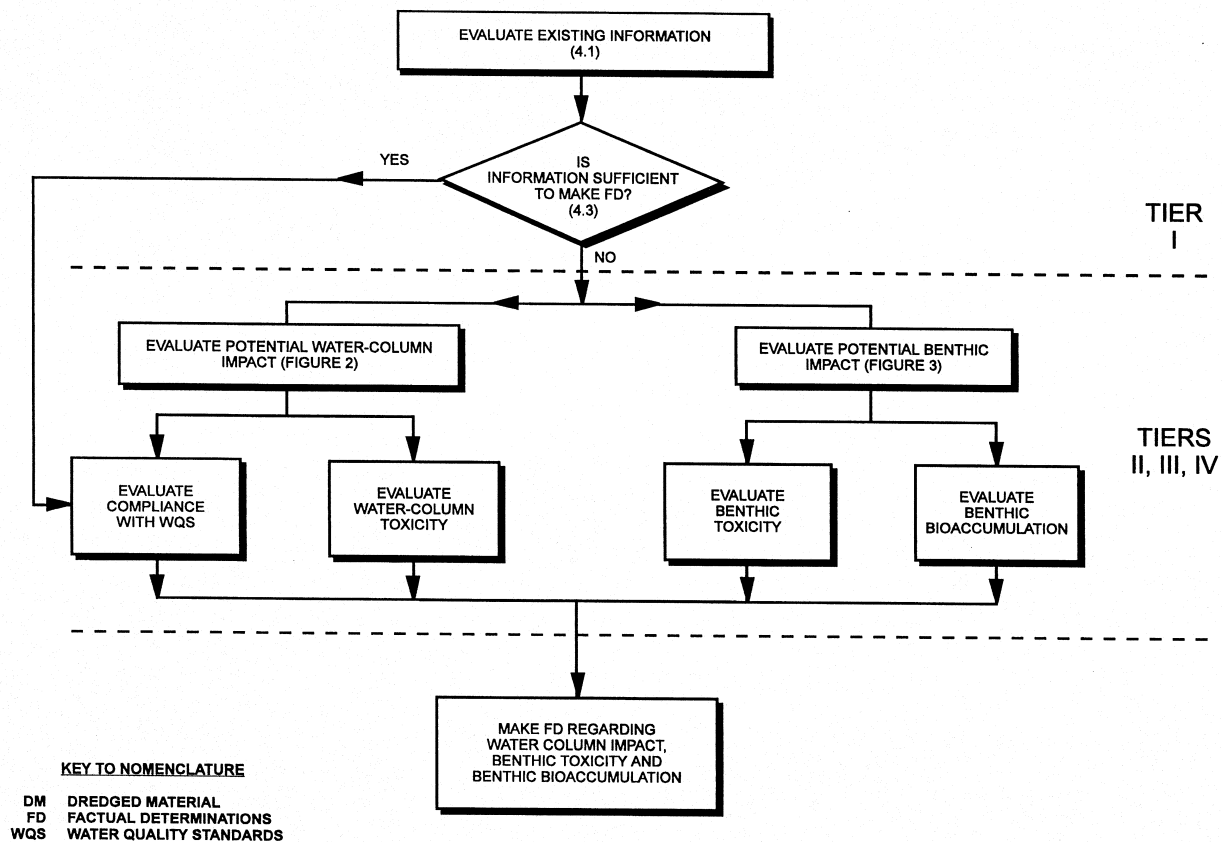 EVALUATE EXISTING INFORMATION
(4.1)
YES
IS
INFORMATION SUFFICIENT
TO MAKE FD?
(4.3)
TIER
I
NO
EVALUATE POTENTIAL WATER-COLUMN
IMPACT (FIGURE 2)
EVALUATE POTENTIAL BENTHIC
IMPACT (FIGURE 3)
TIERS
II, III, IV
EVALUATE
COMPLIANCE
WITH WQS
EVALUATE
WATER-COLUMN
TOXICITY
EVALUATE
BENTHIC
TOXICITY
EVALUATE
BENTHIC
BIOACCUMULATION
MAKE FD REGARDING
WATER COLUMN IMPACT,
BENTHIC TOXICITY AND
BENTHIC BIOACCUMULATION
KEY TO NOMENCLATURE
DM DREDGED MATERIAL
FD FACTUAL DETERMINATIONS
WQS WATER QUALITY STANDARDS